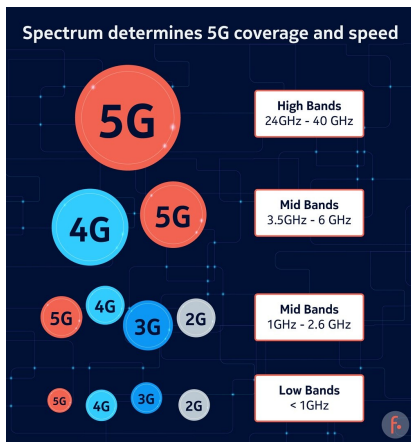 Spectrum determines 5G coverage and speed
5G
High Bands
24GHz - 40 GHz
4G
5G
Mid Bands
3.5GHz - 6 GHz
5G
4G
3G
2G
Mid Bands
1GHz - 2.6 GHz
5G
4G
3G
2G
Low Bands
< 1GHz
f.